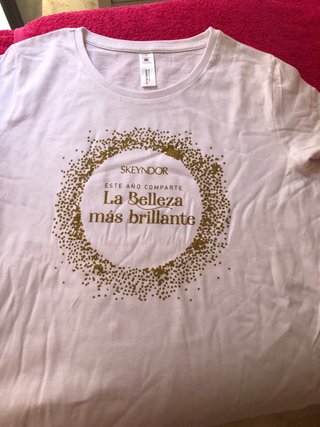 SKEYNDOR
ESTE AÑO COMPARTE
La Belleza
más brillante